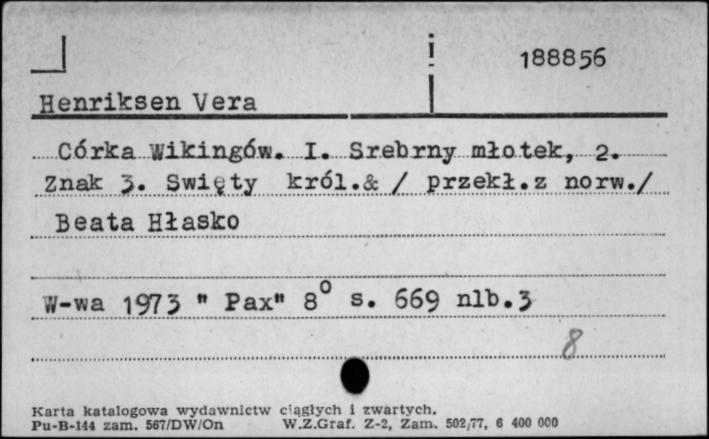 188856
Henriksen Vera
Córka Wikingów. I. Srebrny młotek, 2.
Znak 3. Swięty król.& / przekł.z norw./
Beata Hłasko
W-wa 1973 " Pax" 8° s. 669 nlb.3
8
Karta katalogowa wydawnictw ciągłych i zwartych.
Pu-B-144 zam. 567/DW/On W.Z.Graf. Z-2, Zam. 502/77, 6 400 000